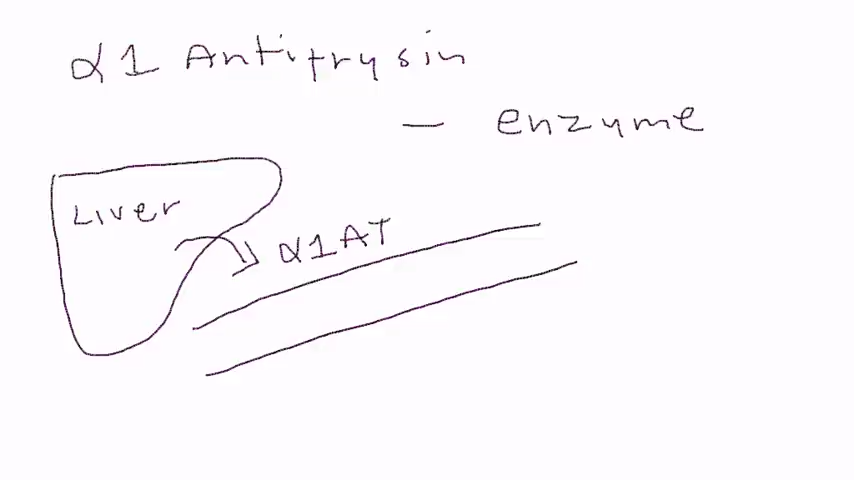 α1 Antitrysin
- enzyme
Liver
α1AT